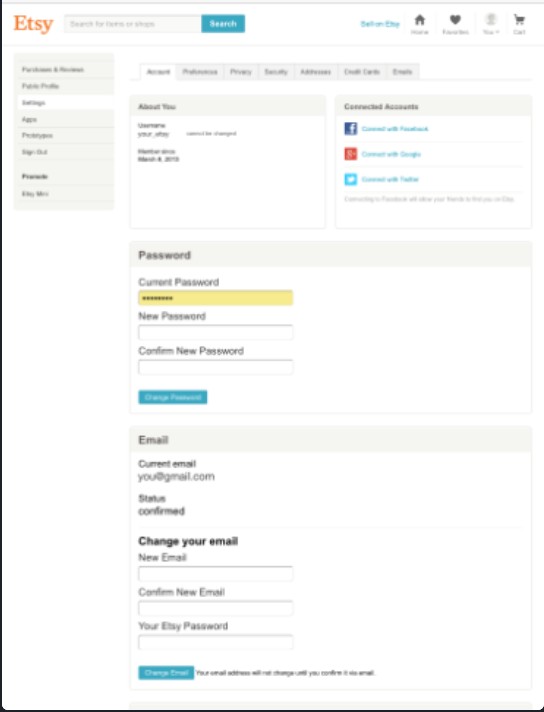 Etsy
Search for items or shops
Search
Sell on Etsy
Home
Favorites
You
Cart
Purchases & Reviews
Public Profile
Settings
Apps
Prototypes
Sign Out
Promote
Etsy Mini
Account
Preferences
Privacy
Security
Addresses
Credit Cards
Emails
About You
Username
your_etsy cannot be changed
Member since
March 8, 2013
Connected Accounts
Connect with Facebook
Connect with Google
Connect with Twitter
Connecting to Facebook will allow your friends to find you on Etsy.
Password
Current Password
••••••••
New Password
Confirm New Password
Change Password
Email
Current email
you@gmail.com
Status
confirmed
Change your email
New Email
Confirm New Email
Your Etsy Password
Change Email Your email address will not change until you confirm it via email.